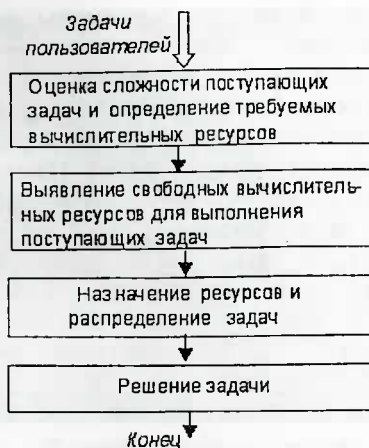 Задачи
пользователей
Оценка сложности поступающих
задач и определение требуемых
вычислительных ресурсов
Выявление свободных вычислитель-
ных ресурсов для выполнения
поступающих задач
Назначение ресурсов и
распределение задач
Решение задачи
Конец